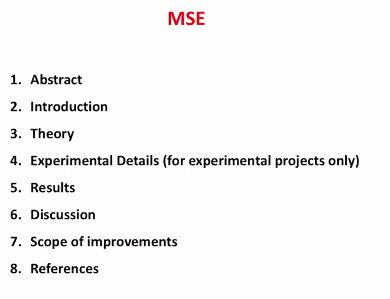 MSE
1. Abstract
2. Introduction
3. Theory
4. Experimental Details (for experimental projects only)
5. Results
6. Discussion
7. Scope of improvements
8. References